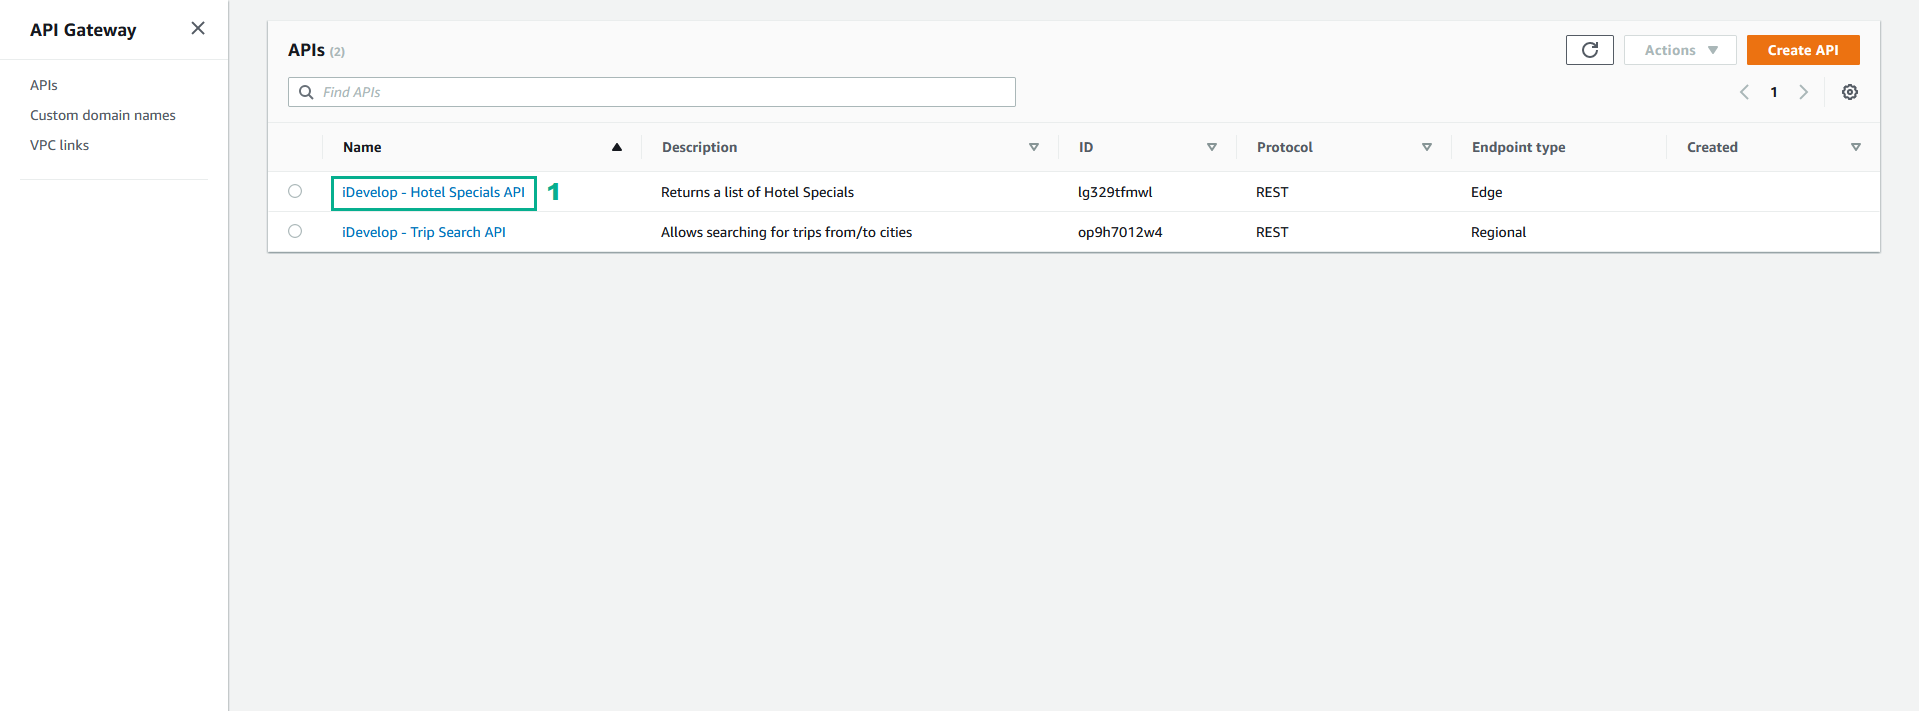 API Gateway
APIs
Custom domain names
VPC links
APIs (2)
Actions
Create API
Find APIs
1
Name Description ID Protocol Endpoint type Created
iDevelop - Hotel Specials API 1 Returns a list of Hotel Specials lg329tfmwl REST Edge
iDevelop - Trip Search API Allows searching for trips from/to cities op9h7012w4 REST Regional